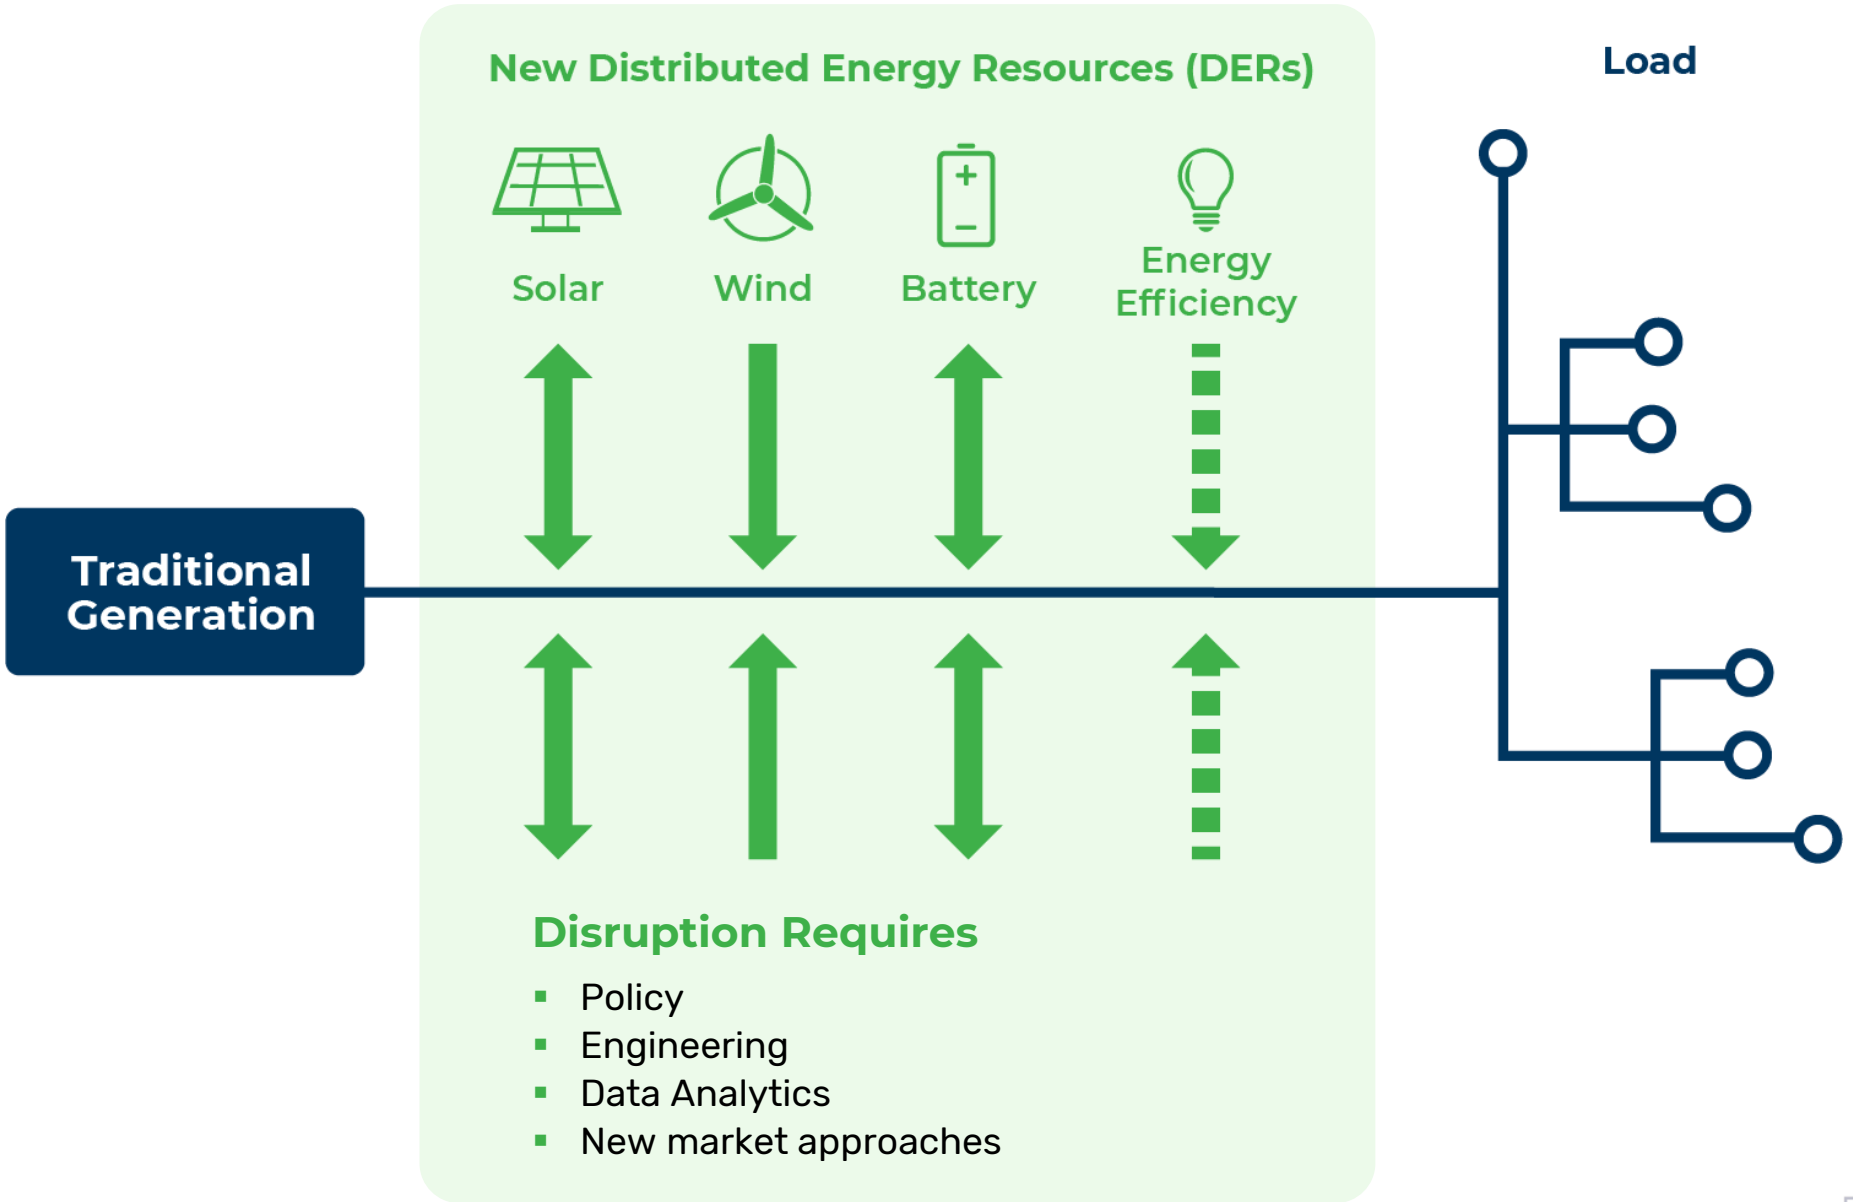 New Distributed Energy Resources (DERs)
Load
Solar
Wind
Battery
Energy
Efficiency
Traditional
Generation
Disruption Requires
▪ Policy
▪ Engineering
▪ Data Analytics
▪ New market approaches